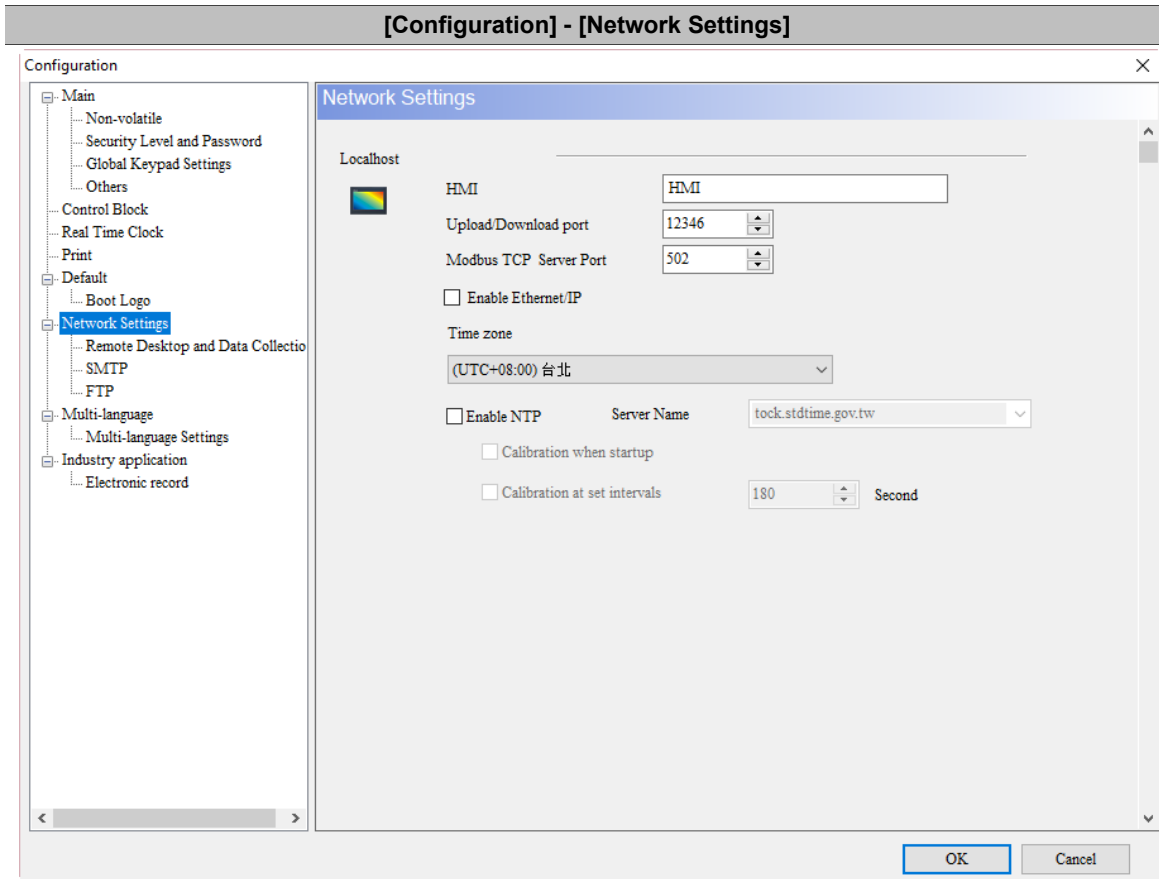 [Configuration] - [Network Settings]
Configuration
Main
Non-volatile
Security Level and Password
Global Keypad Settings
Others
Control Block
Real Time Clock
Print
Default
Boot Logo
Network Settings
Remote Desktop and Data Collectio
SMTP
FTP
Multi-language
Multi-language Settings
Industry application
Electronic record
Network Settings
Localhost
HMI HMI
Upload/Download port 12346
Modbus TCP Server Port 502
Enable Ethernet/IP
Time zone
(UTC+08:00) 台北
Enable NTP Server Name tock.stdtime.gov.tw
Calibration when startup
Calibration at set intervals 180 Second
OK Cancel